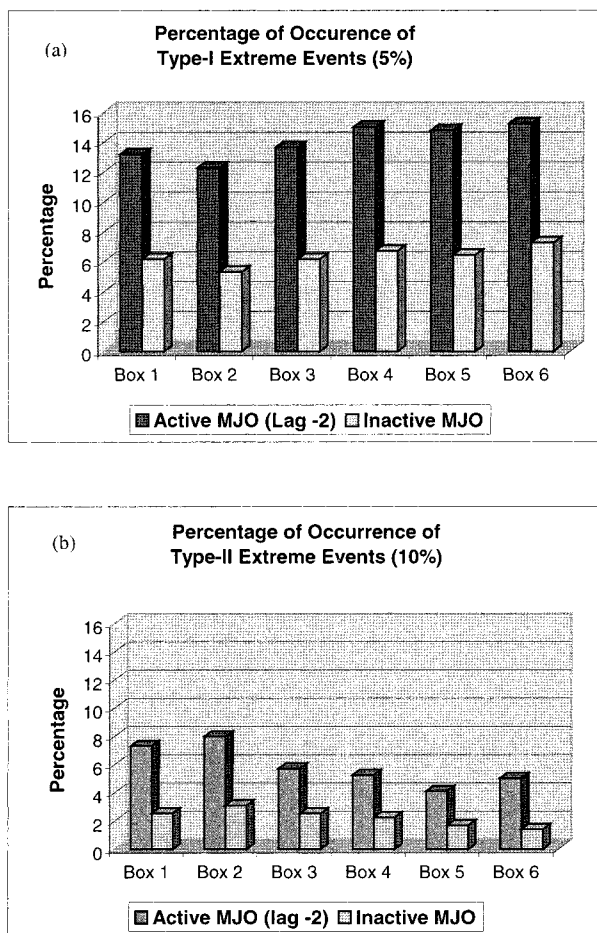 (a)
Percentage of Occurence of
Type-I Extreme Events (5%)
Percentage
16
14
12
10
8
6
4
2
0
Box 1 Box 2 Box 3 Box 4 Box 5 Box 6
Active MJO (Lag -2) Inactive MJO
(b)
Percentage of Occurrence of
Type-II Extreme Events (10%)
Percentage
16
14
12
10
8
6
4
2
0
Box 1 Box 2 Box 3 Box 4 Box 5 Box 6
Active MJO (lag -2) Inactive MJO